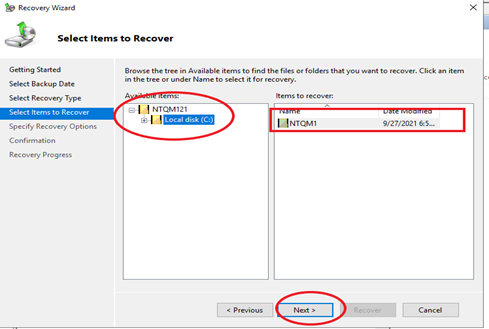 Recovery Wizard
Select Items to Recover
Getting Started
Select Backup Date
Select Recovery Type
Select Items to Recover
Specify Recovery Options
Confirmation
Recovery Progress
Browse the tree in Available items to find the files or folders that you want to recover. Click an item
in the tree or under Name to select it for recovery.
Available items:
NTQM121
Local disk (C:)
Items to recover:
Name Date Modified
NTQM1 9/27/2021 6:5...
< Previous Next > Recover Cancel